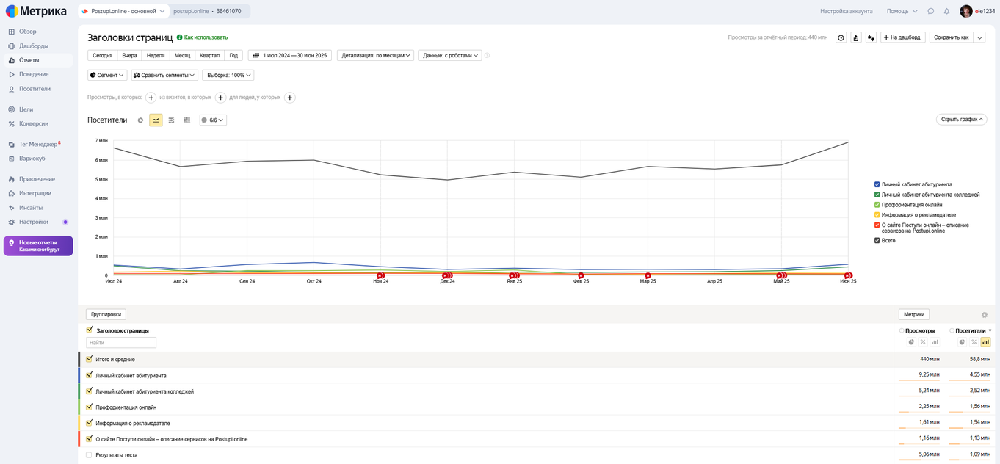 Метрика
Postupi.online - основной
postupi.online • 38461070
Настройка аккаунта
Помощь
ole1234
Обзор
Дашборды
Отчеты
Поведение
Посетители
Цели
Конверсии
Тег Менеджер β
Вариокуб
Привлечение
Интеграции
Инсайты
Настройки
Новые отчеты
Какими они будут
Заголовки страниц
Как использовать
Просмотры за отчётный период: 440 млн
+ На дашборд
Сохранить как
Сегодня Вчера Неделя Месяц Квартал Год
1 июл 2024 — 30 июн 2025
Детализация: по месяцам
Данные: с роботами
Сегмент
Сравнить сегменты
Выборка: 100%
Просмотры, в которых + из визитов, в которых + для людей, у которых +
Посетители
6/6
Скрыть график
7 млн
6 млн
5 млн
4 млн
3 млн
2 млн
1 млн
0
Июл 24 Авг 24 Сен 24 Окт 24 Ноя 24 Дек 24 Янв 25 Фев 25 Мар 25 Апр 25 Май 25 Июн 25
Личный кабинет абитуриента
Личный кабинет абитуриента колледжей
Профориентация онлайн
Информация о рекламодателе
О сайте Поступи онлайн – описание
сервисов на Postupi.online
Всего
Группировки
Метрики
Заголовок страницы
Просмотры
Посетители
Найти
%
%
Итого и средние 440 млн 58,8 млн
Личный кабинет абитуриента 9,25 млн 4,55 млн
Личный кабинет абитуриента колледжей 5,24 млн 2,52 млн
Профориентация онлайн 2,25 млн 1,56 млн
Информация о рекламодателе 1,61 млн 1,54 млн
О сайте Поступи онлайн – описание сервисов на Postupi.online 1,16 млн 1,13 млн
Результаты теста 5,06 млн 1,09 млн